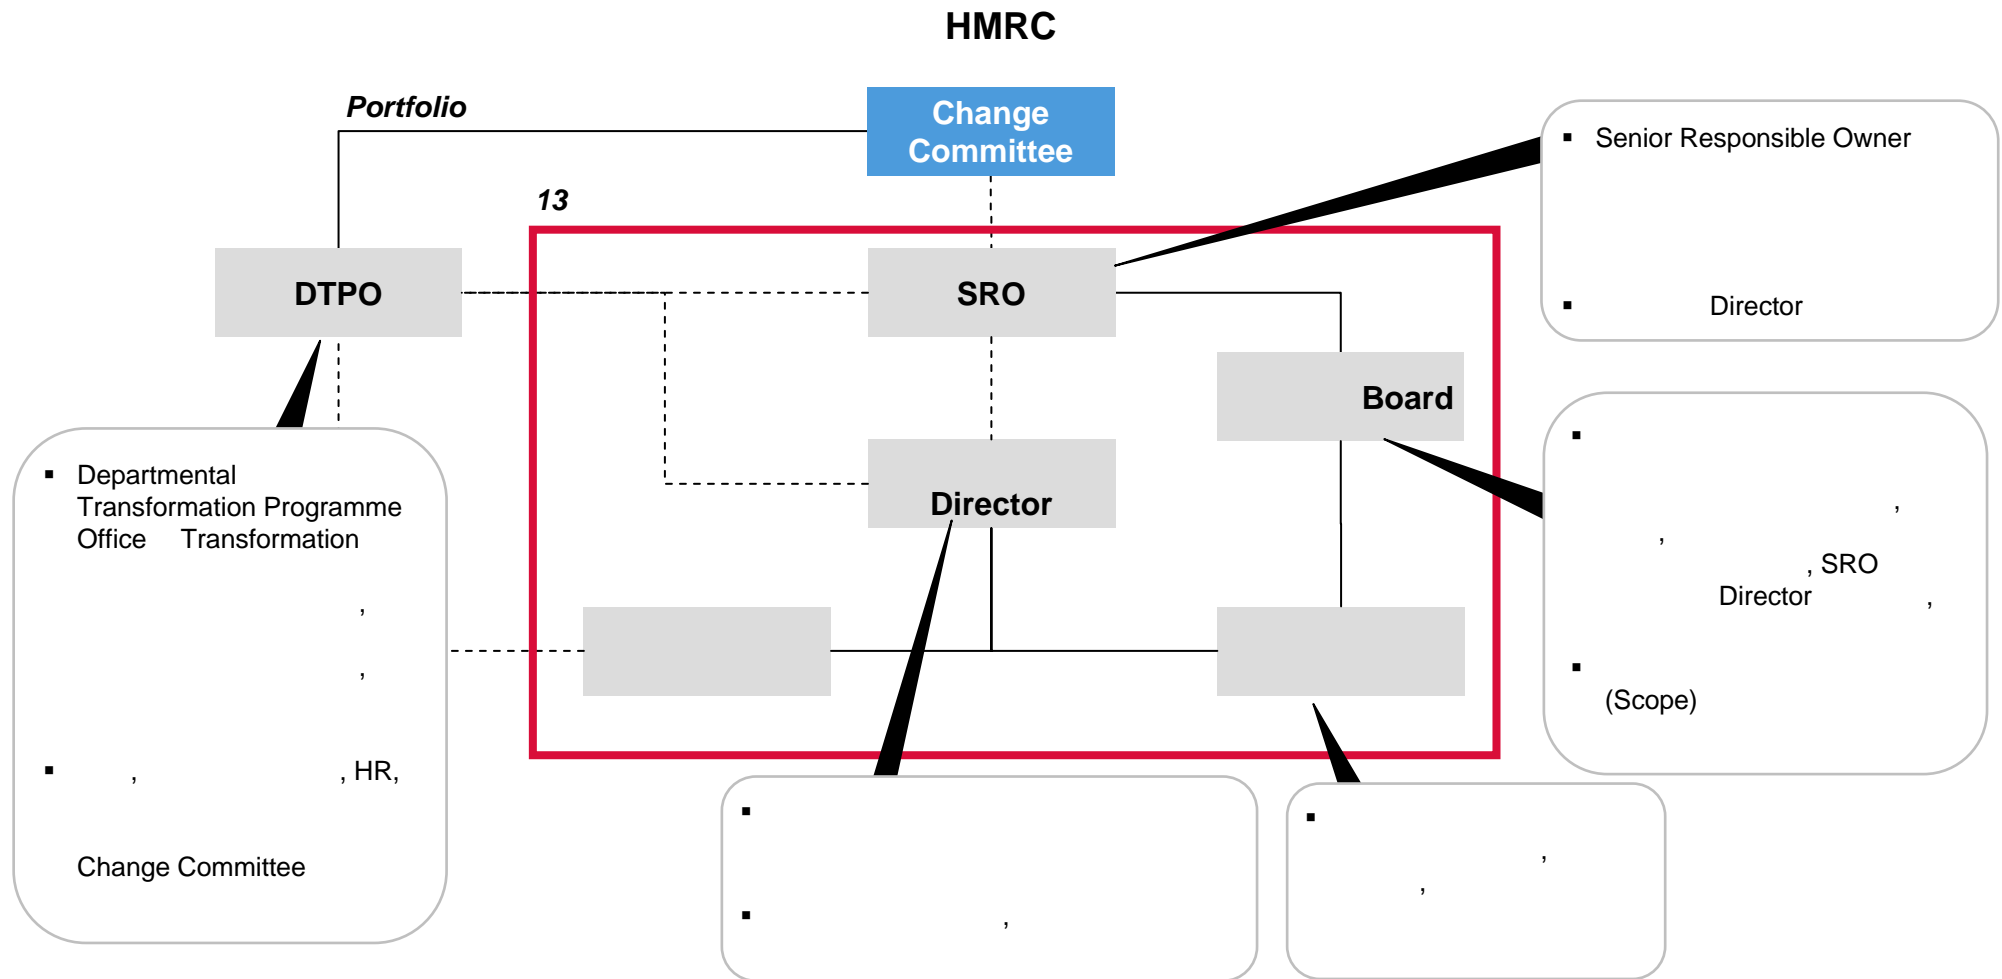 HMRC
Portfolio
Change
Committee
13
DTPO
SRO
Board
Director
▪ Senior Responsible Owner
▪ Director
▪
,
,
, SRO
Director ,
▪
(Scope)
▪ Departmental
Transformation Programme
Office Transformation
,
,
▪ , , HR,
Change Committee
▪
▪ ,
▪
,
,